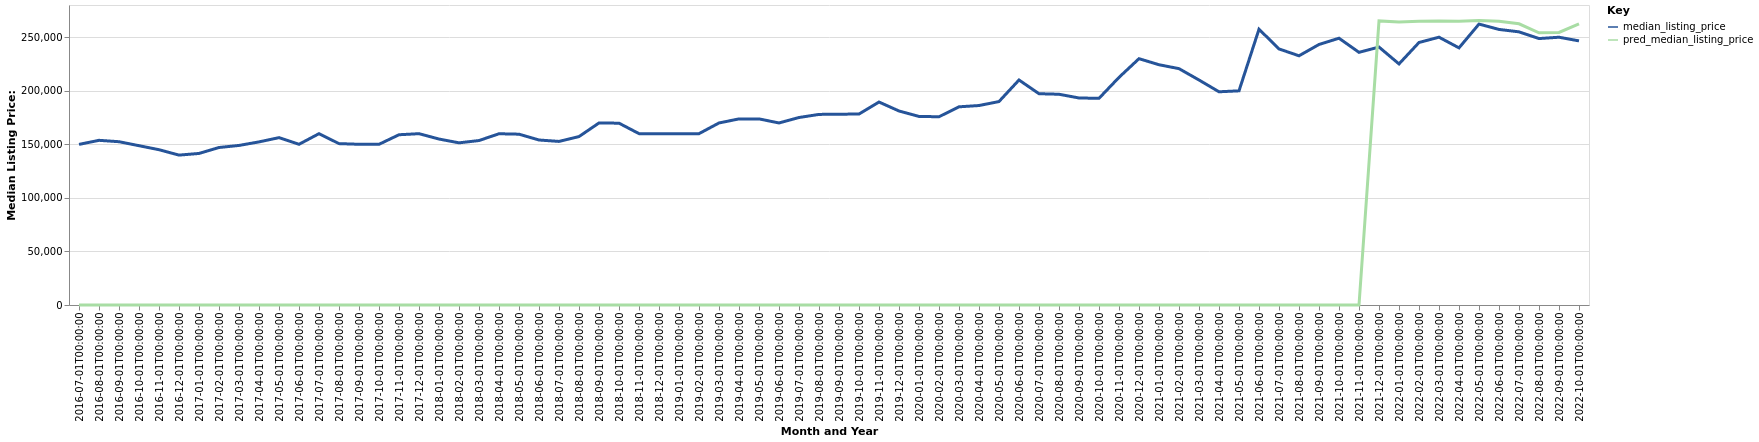 Key
median_listing_price
pred_median_listing_price
Median Listing Price:
250,000
200,000
150,000
100,000
50,000
0
2016-07-01T00:00:00
2016-08-01T00:00:00
2016-09-01T00:00:00
2016-10-01T00:00:00
2016-11-01T00:00:00
2016-12-01T00:00:00
2017-01-01T00:00:00
2017-02-01T00:00:00
2017-03-01T00:00:00
2017-04-01T00:00:00
2017-05-01T00:00:00
2017-06-01T00:00:00
2017-07-01T00:00:00
2017-08-01T00:00:00
2017-09-01T00:00:00
2017-10-01T00:00:00
2017-11-01T00:00:00
2017-12-01T00:00:00
2018-01-01T00:00:00
2018-02-01T00:00:00
2018-03-01T00:00:00
2018-04-01T00:00:00
2018-05-01T00:00:00
2018-06-01T00:00:00
2018-07-01T00:00:00
2018-08-01T00:00:00
2018-09-01T00:00:00
2018-10-01T00:00:00
2018-11-01T00:00:00
2018-12-01T00:00:00
2019-01-01T00:00:00
2019-02-01T00:00:00
2019-03-01T00:00:00
2019-04-01T00:00:00
2019-05-01T00:00:00
2019-06-01T00:00:00
2019-07-01T00:00:00
2019-08-01T00:00:00
2019-09-01T00:00:00
2019-10-01T00:00:00
2019-11-01T00:00:00
2019-12-01T00:00:00
2020-01-01T00:00:00
2020-02-01T00:00:00
2020-03-01T00:00:00
2020-04-01T00:00:00
2020-05-01T00:00:00
2020-06-01T00:00:00
2020-07-01T00:00:00
2020-08-01T00:00:00
2020-09-01T00:00:00
2020-10-01T00:00:00
2020-11-01T00:00:00
2020-12-01T00:00:00
2021-01-01T00:00:00
2021-02-01T00:00:00
2021-03-01T00:00:00
2021-04-01T00:00:00
2021-05-01T00:00:00
2021-06-01T00:00:00
2021-07-01T00:00:00
2021-08-01T00:00:00
2021-09-01T00:00:00
2021-10-01T00:00:00
2021-11-01T00:00:00
2021-12-01T00:00:00
2022-01-01T00:00:00
2022-02-01T00:00:00
2022-03-01T00:00:00
2022-04-01T00:00:00
2022-05-01T00:00:00
2022-06-01T00:00:00
2022-07-01T00:00:00
2022-08-01T00:00:00
2022-09-01T00:00:00
2022-10-01T00:00:00
Month and Year